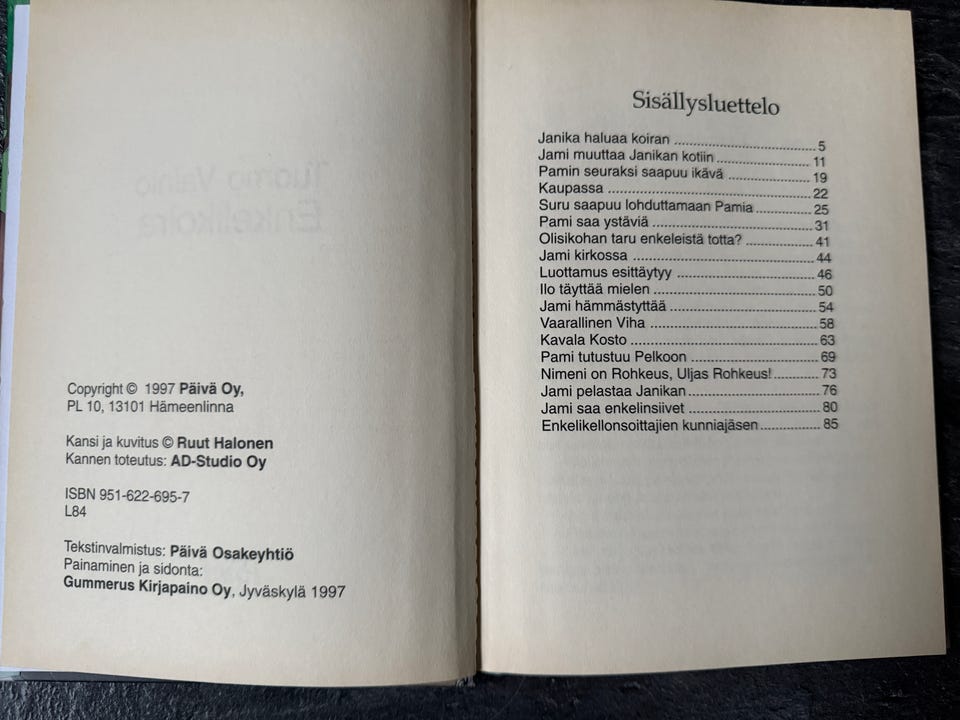 Copyright © 1997 Päivä Oy,
PL 10, 13101 Hämeenlinna
Kansi ja kuvitus © Ruut Halonen
Kannen toteutus: AD-Studio Oy
ISBN 951-622-695-7
L84
Tekstinvalmistus: Päivä Osakeyhtiö
Painaminen ja sidonta:
Gummerus Kirjapaino Oy, Jyväskylä 1997
Sisällysluettelo
Janika haluaa koiran 5
Jami muuttaa Janikan kotiin 11
Pamin seuraksi saapuu ikävä 19
Kaupassa 22
Suru saapuu lohduttamaan Pamia 25
Pami saa ystäviä 31
Olisikohan taru enkeleistä totta? 41
Jami kirkossa 44
Luottamus esittäytyy 46
Ilo täyttää mielen 50
Jami hämmästyttää 54
Vaarallinen Viha 58
Kavala Kosto 63
Pami tutustuu Pelkoon 69
Nimeni on Rohkeus, Uljas Rohkeus! 73
Jami pelastaa Janikan 76
Jami saa enkelinsiivet 80
Enkelikellonsoittajien kunniajäsen 85